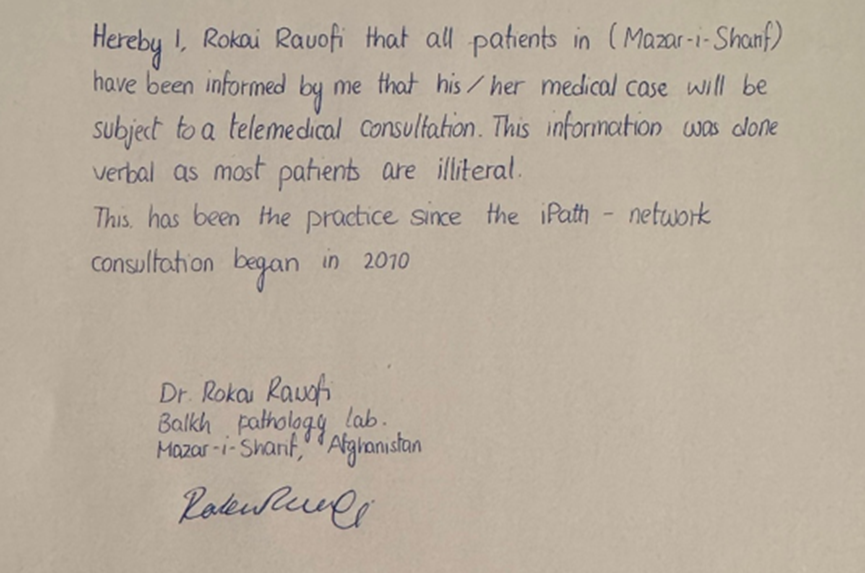 Hereby I, Rokai Rauofi that all patients in (Mazar-i-Sharif)
have been informed by me that his/her medical case will be
subject to a telemedical consultation. This information was done
verbal as most patients are illiteral.
This. has been the practice since the iPath - network
consultation began in 2010
Dr. Rokai Rauofi
Balkh pathology lab.
Mazar-i-Sharif, Afghanistan